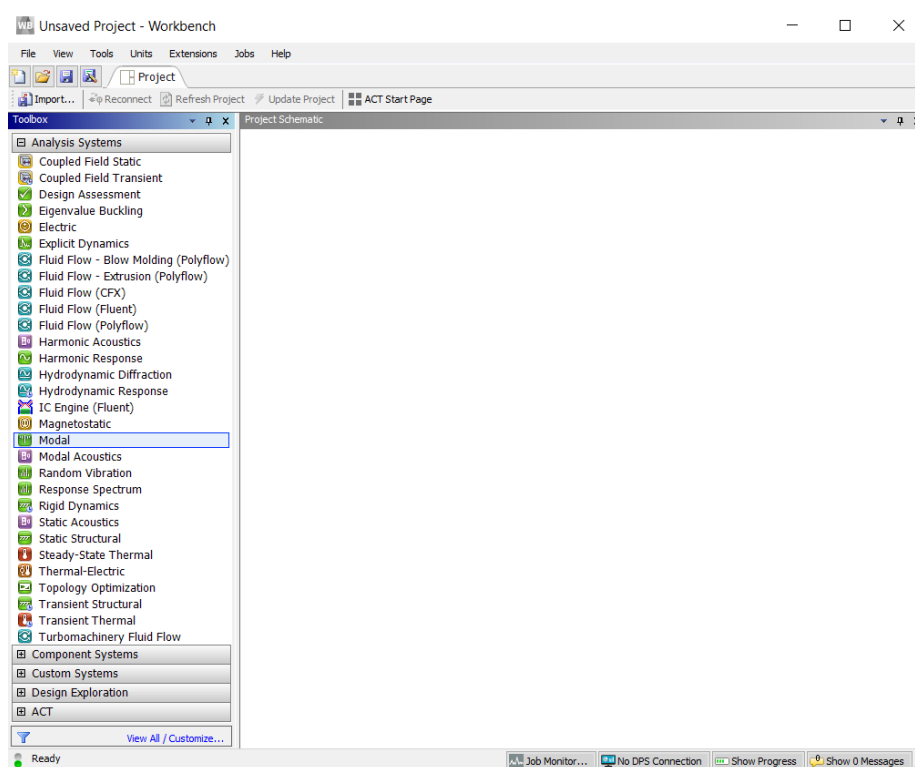 WB Unsaved Project - Workbench
File View Tools Units Extensions Jobs Help
Project
Import... Reconnect Refresh Project Update Project ACT Start Page
Toolbox
Project Schematic
Analysis Systems
Coupled Field Static
Coupled Field Transient
Design Assessment
Eigenvalue Buckling
Electric
Explicit Dynamics
Fluid Flow - Blow Molding (Polyflow)
Fluid Flow - Extrusion (Polyflow)
Fluid Flow (CFX)
Fluid Flow (Fluent)
Fluid Flow (Polyflow)
Harmonic Acoustics
Harmonic Response
Hydrodynamic Diffraction
Hydrodynamic Response
IC Engine (Fluent)
Magnetostatic
Modal
Modal Acoustics
Random Vibration
Response Spectrum
Rigid Dynamics
Static Acoustics
Static Structural
Steady-State Thermal
Thermal-Electric
Topology Optimization
Transient Structural
Transient Thermal
Turbomachinery Fluid Flow
Component Systems
Custom Systems
Design Exploration
ACT
View All / Customize...
Ready
Job Monitor... No DPS Connection Show Progress Show 0 Messages